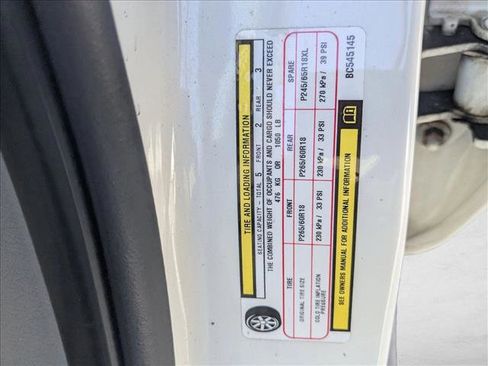 TIRE AND LOADING INFORMATION
SEATING CAPACITY - TOTAL 5 FRONT 2 REAR 3
THE COMBINED WEIGHT OF OCCUPANTS AND CARGO SHOULD NEVER EXCEED
476 KG OR 1050 LB
TIRE FRONT REAR SPARE
ORIGINAL TIRE SIZE P265/60R18 P265/60R18 P245/65R18XL
COLD TIRE INFLATION PRESSURE 230 kPa / 33 PSI 230 kPa / 33 PSI 270 kPa / 39 PSI
SEE OWNERS MANUAL FOR ADDITIONAL INFORMATION
BC545145